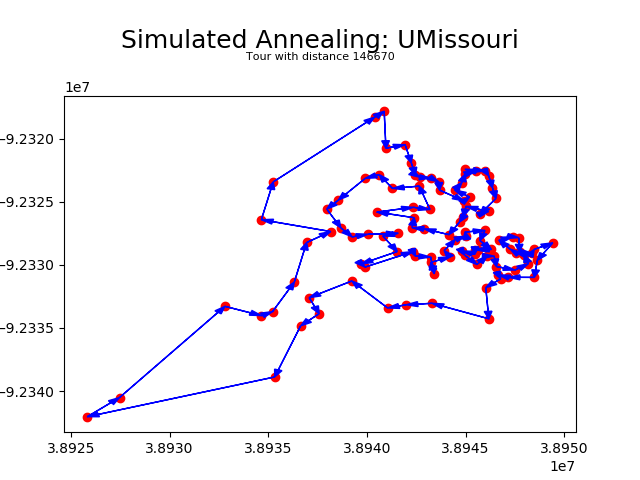 Simulated Annealing: UMissouri
Tour with distance 146670
1e7
−9.2320
−9.2325
−9.2330
−9.2335
−9.2340
3.8925 3.8930 3.8935 3.8940 3.8945 3.8950
1e7